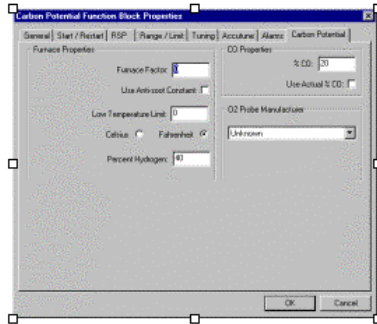 Carbon Potential Function Block Properties
General Start / Restart RSP Range / Limit Tuning Accutune Alarms Carbon Potential
Furnace Properties
Furnace Factor: 0
Use Anti-soot Constant:
Low Temperature Limit: 0
Celsius Fahrenheit
Percent Hydrogen: 40
CO Properties
% CO: 20
Use Actual % CO:
O2 Probe Manufacturer
Unknown
OK Cancel